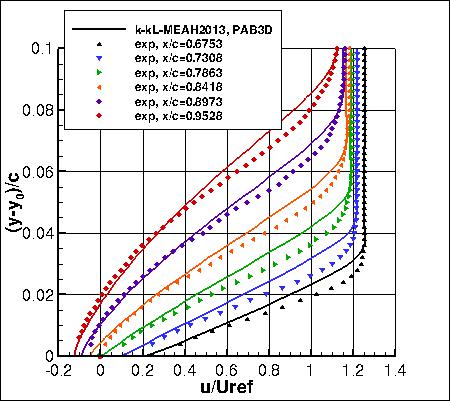 k-kL-MEAH2013, PAB3D
exp, x/c=0.6753
exp, x/c=0.7308
exp, x/c=0.7863
exp, x/c=0.8418
exp, x/c=0.8973
exp, x/c=0.9528
0.1
0.08
0.06
0.04
0.02
0
(y-y0)/c
-0.2 0 0.2 0.4 0.6 0.8 1 1.2 1.4
u/Uref